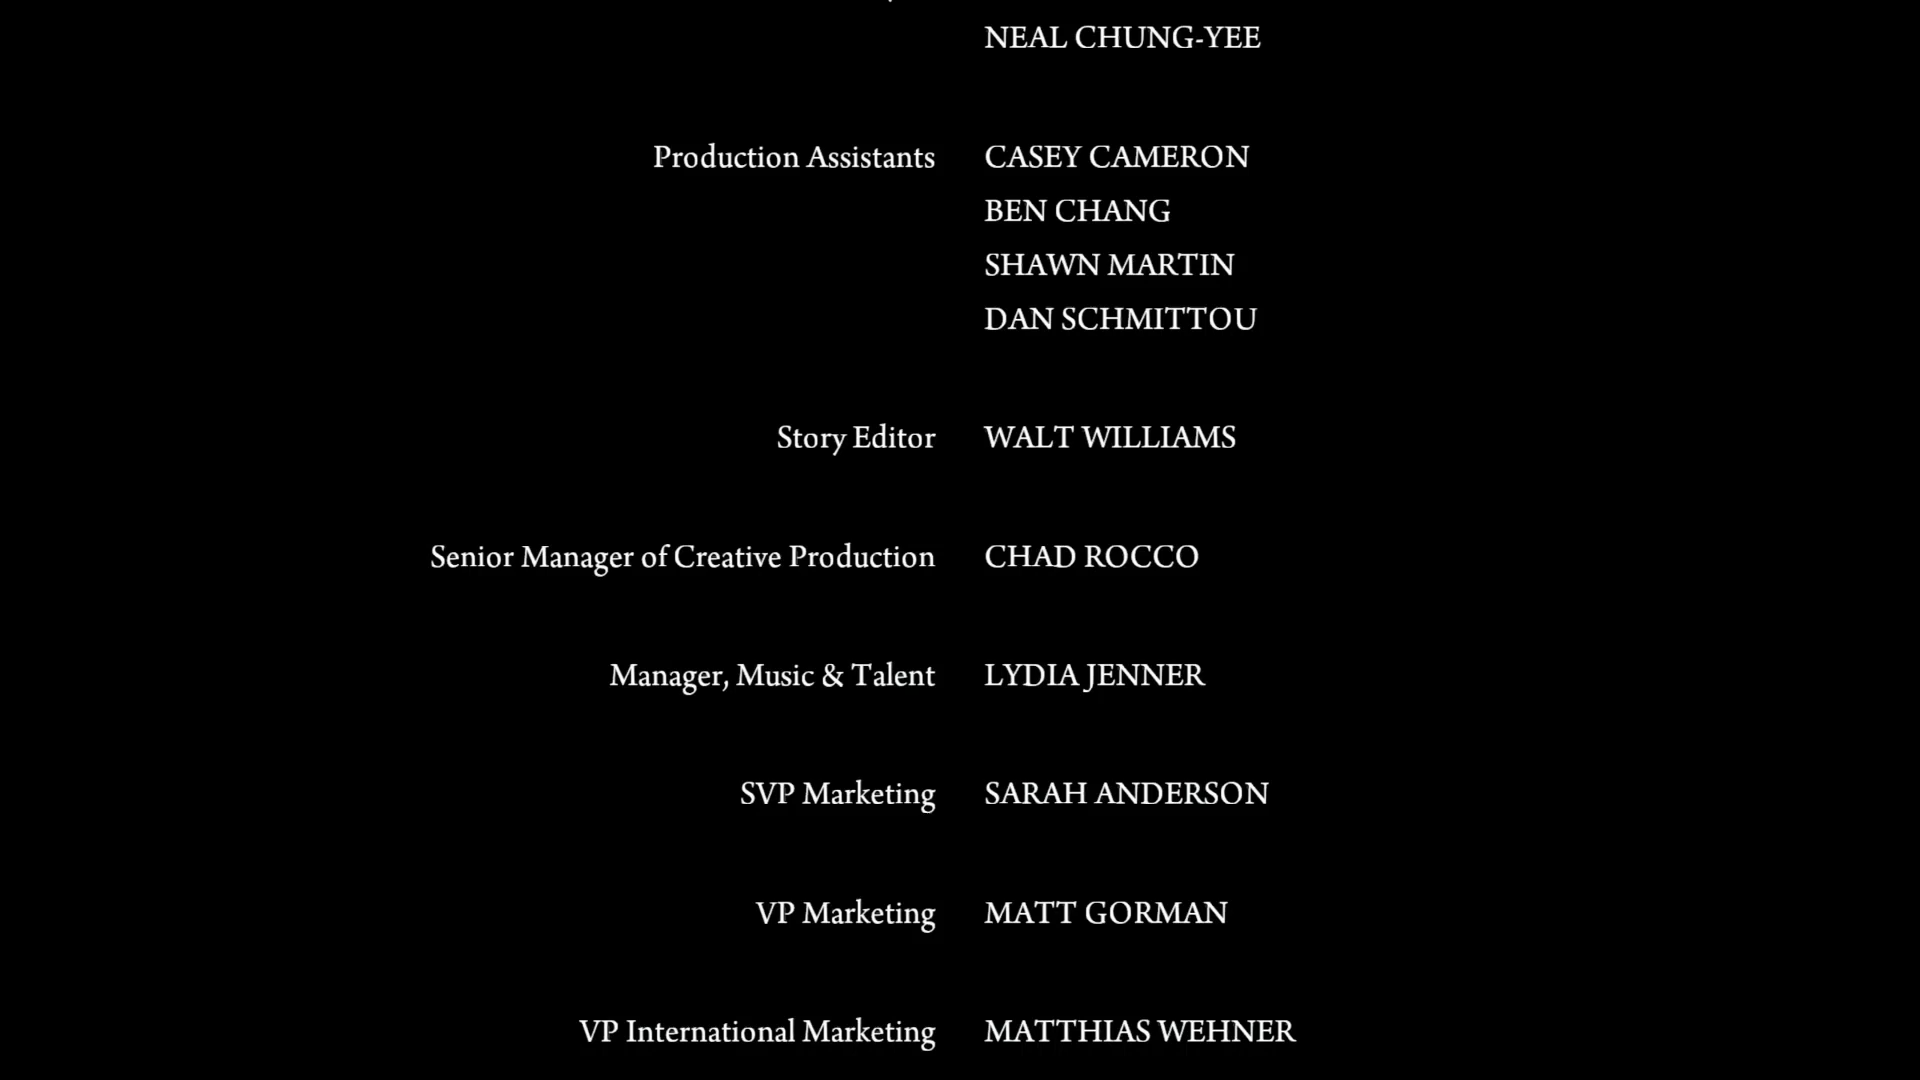 NEAL CHUNG-YEE
Production Assistants CASEY CAMERON
BEN CHANG
SHAWN MARTIN
DAN SCHMITTOU
Story Editor WALT WILLIAMS
Senior Manager of Creative Production CHAD ROCCO
Manager, Music & Talent LYDIA JENNER
SVP Marketing SARAH ANDERSON
VP Marketing MATT GORMAN
VP International Marketing MATTHIAS WEHNER